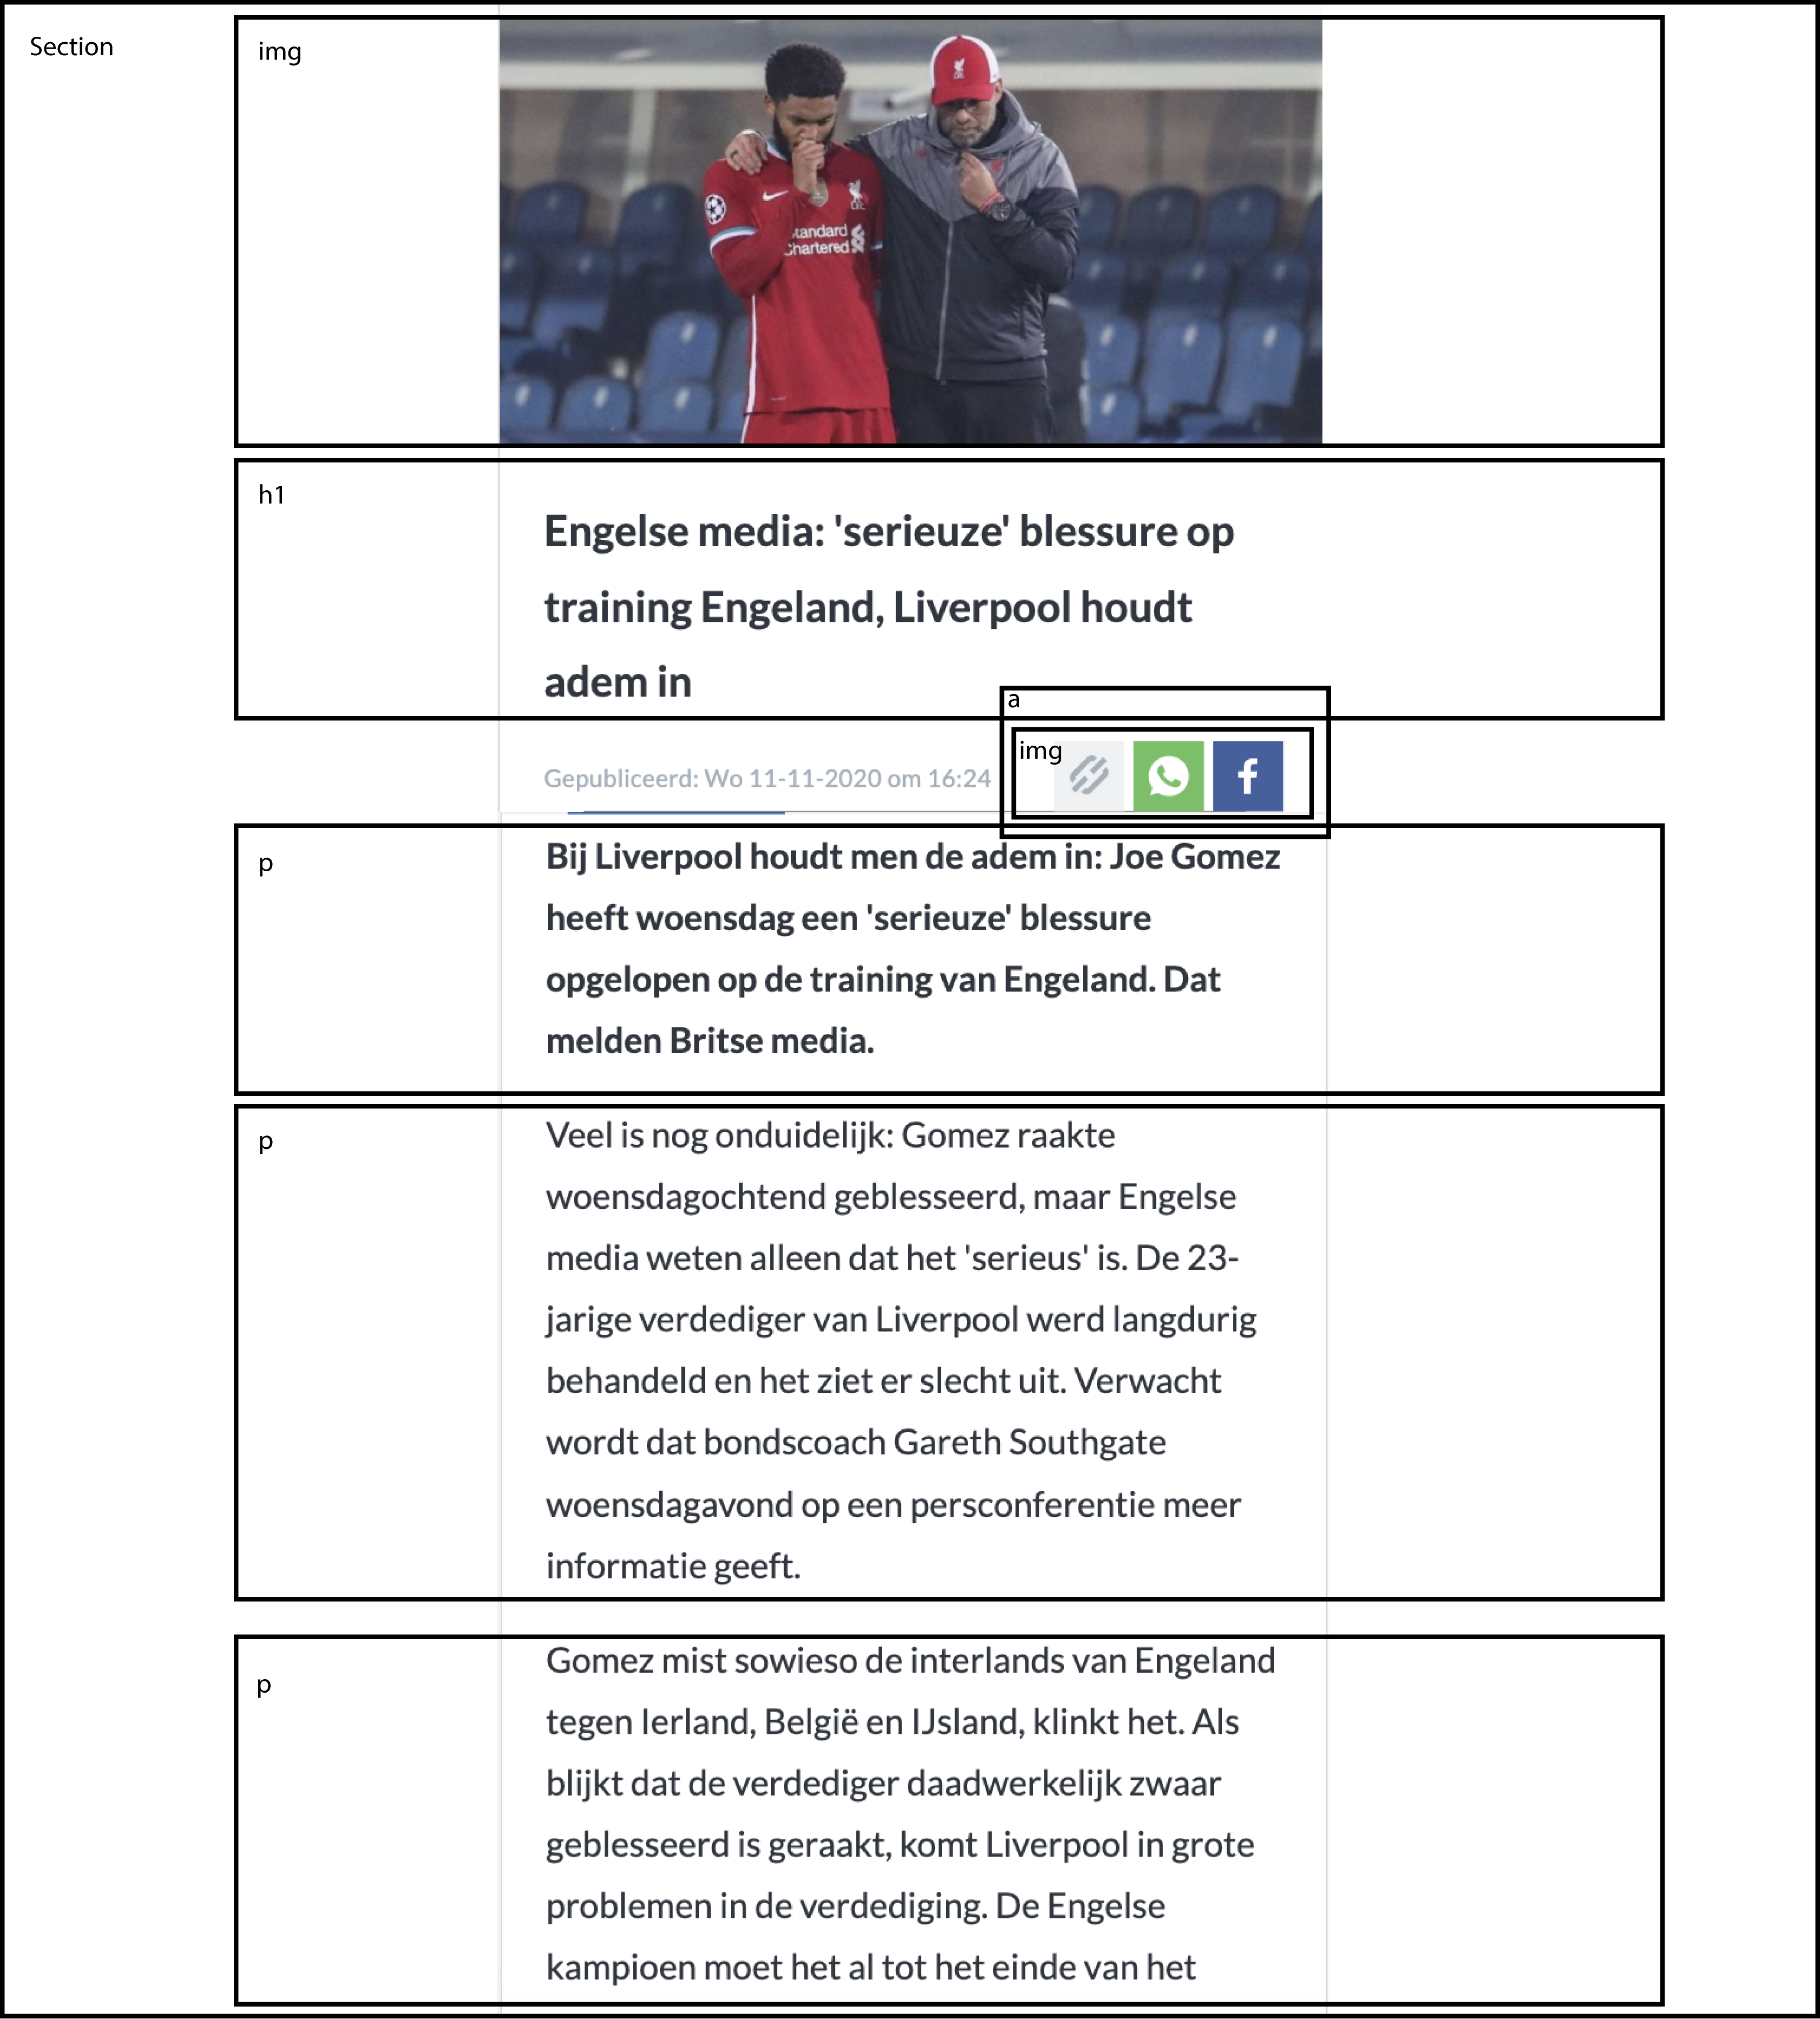 Section
img
Standard
Chartered
h1
Engelse media: 'serieuze' blessure op
training Engeland, Liverpool houdt
adem in
a
img
Gepubliceerd: Wo 11-11-2020 om 16:24
p
Bij Liverpool houdt men de adem in: Joe Gomez
heeft woensdag een 'serieuze' blessure
opgelopen op de training van Engeland. Dat
melden Britse media.
p
Veel is nog onduidelijk: Gomez raakte
woensdagochtend geblesseerd, maar Engelse
media weten alleen dat het 'serieus' is. De 23-
jarige verdediger van Liverpool werd langdurig
behandeld en het ziet er slecht uit. Verwacht
wordt dat bondscoach Gareth Southgate
woensdagavond op een persconferentie meer
informatie geeft.
p
Gomez mist sowieso de interlands van Engeland
tegen Ierland, België en IJsland, klinkt het. Als
blijkt dat de verdediger daadwerkelijk zwaar
geblesseerd is geraakt, komt Liverpool in grote
problemen in de verdediging. De Engelse
kampioen moet het al tot het einde van het